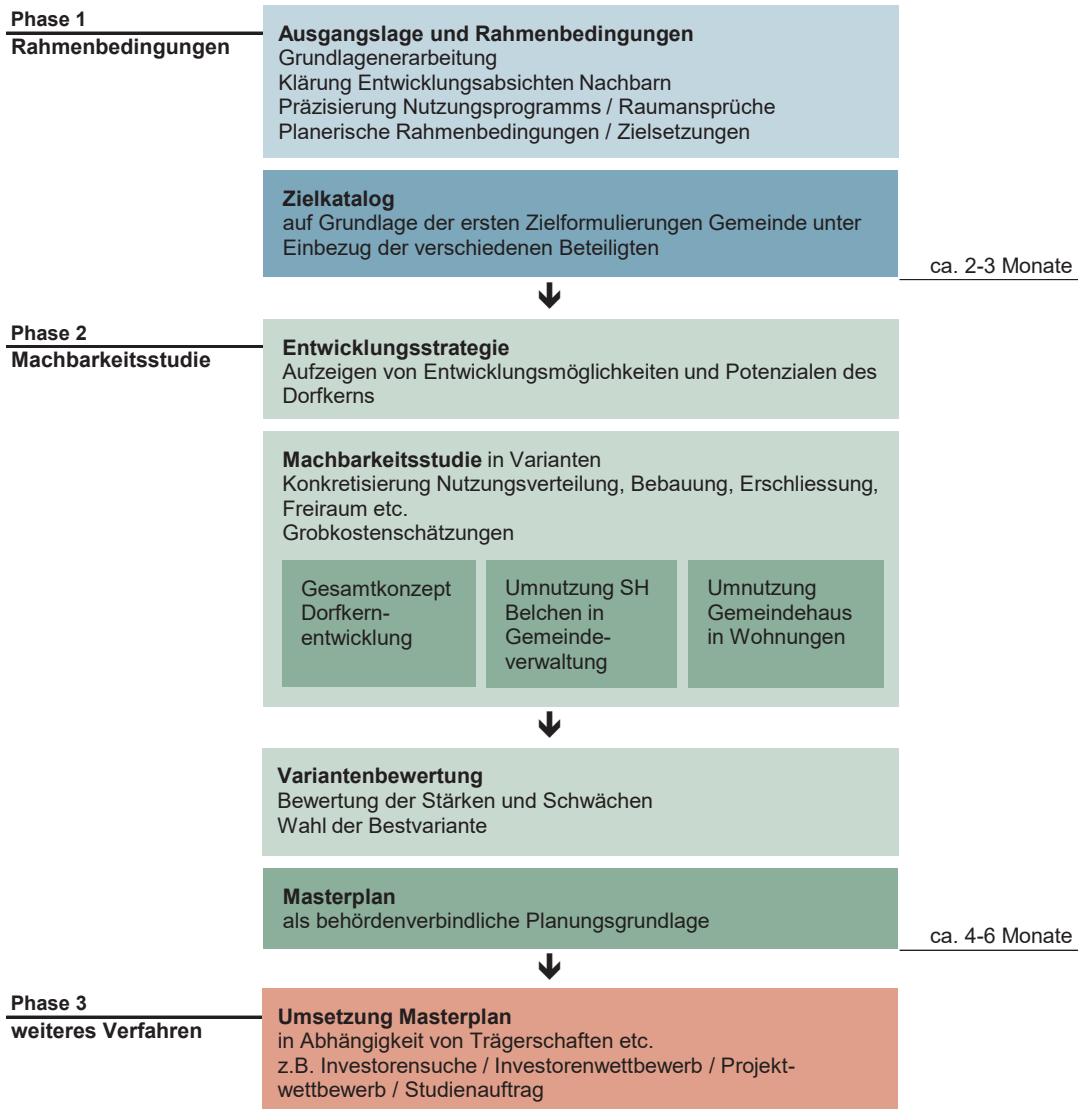 Phase 1
Rahmenbedingungen
Ausgangslage und Rahmenbedingungen
Grundlagenerarbeitung
Klärung Entwicklungsabsichten Nachbarn
Präzisierung Nutzungsprogramms / Raumansprüche
Planerische Rahmenbedingungen / Zielsetzungen
Zielkatalog
auf Grundlage der ersten Zielformulierungen Gemeinde unter
Einbezug der verschiedenen Beteiligten
ca. 2-3 Monate
Phase 2
Machbarkeitsstudie
Entwicklungsstrategie
Aufzeigen von Entwicklungsmöglichkeiten und Potenzialen des
Dorfkerns
Machbarkeitsstudie in Varianten
Konkretisierung Nutzungsverteilung, Bebauung, Erschliessung,
Freiraum etc.
Grobkostenschätzungen
Gesamtkonzept
Dorfkern-
entwicklung
Umnutzung SH
Belchen in
Gemeinde-
verwaltung
Umnutzung
Gemeindehaus
in Wohnungen
Variantenbewertung
Bewertung der Stärken und Schwächen
Wahl der Bestvariante
Masterplan
als behördenverbindliche Planungsgrundlage
ca. 4-6 Monate
Phase 3
weiteres Verfahren
Umsetzung Masterplan
in Abhängigkeit von Trägerschaften etc.
z.B. Investorensuche / Investorenwettbewerb / Projekt-
wettbewerb / Studienauftrag